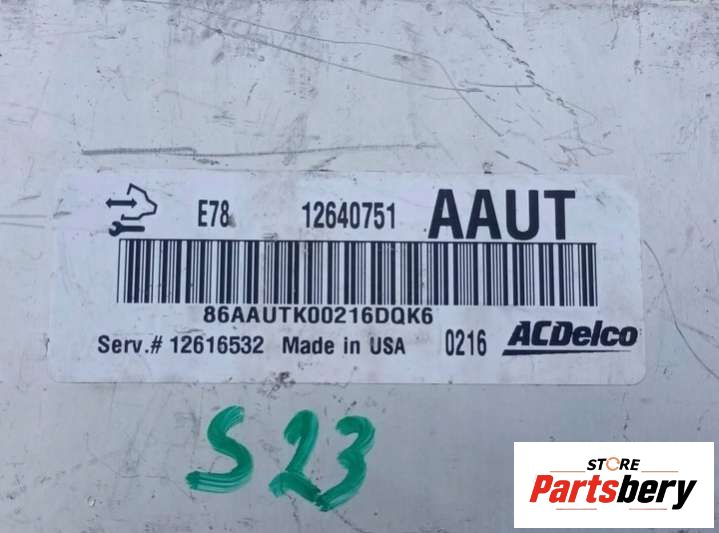 E78 12640751 AAUT
86AAUTK00216DQK6
Serv.# 12616532 Made in USA 0216 ACDelco
S23
STORE
Partsbery